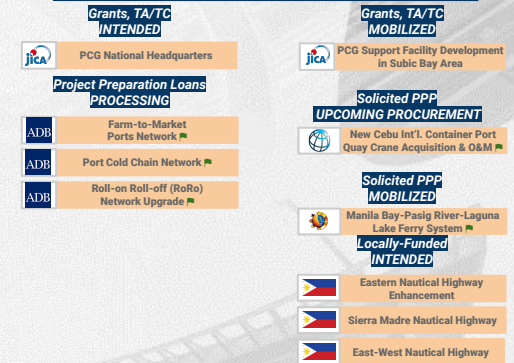 Grants, TA/TC
INTENDED
jica
PCG National Headquarters
Project Preparation Loans
PROCESSING
ADB
Farm-to-Market
Ports Network
ADB
Port Cold Chain Network
ADB
Roll-on Roll-off (RoRo)
Network Upgrade
Grants, TA/TC
MOBILIZED
jica
PCG Support Facility Development
in Subic Bay Area
Solicited PPP
UPCOMING PROCUREMENT
New Cebu Int'l. Container Port
Quay Crane Acquisition & O&M
Solicited PPP
MOBILIZED
Manila Bay-Pasig River-Laguna
Lake Ferry System
Locally-Funded
INTENDED
Eastern Nautical Highway
Enhancement
Sierra Madre Nautical Highway
East-West Nautical Highway